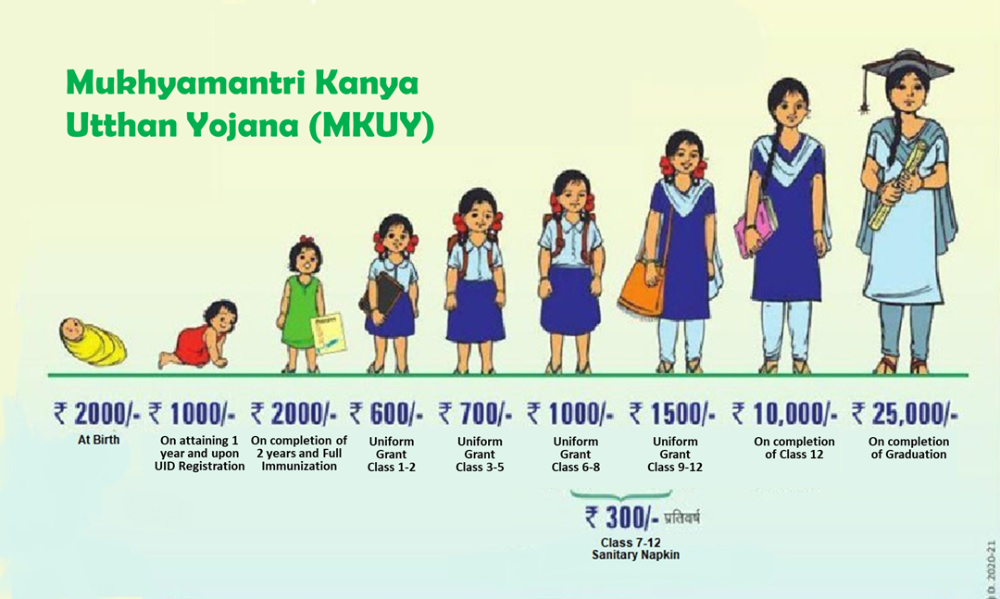 Mukhyamantri Kanya
Utthan Yojana (MKUY)
₹ 2000/-
At Birth
₹ 1000/-
On attaining 1
year and upon
UID Registration
₹ 2000/-
On completion of
2 years and Full
Immunization
₹ 600/-
Uniform
Grant
Class 1-2
₹ 700/-
Uniform
Grant
Class 3-5
₹ 1000/-
Uniform
Grant
Class 6-8
₹ 1500/-
Uniform
Grant
Class 9-12
₹ 10,000/-
On completion
of Class 12
₹ 25,000/-
On completion
of Graduation
₹ 300/- प्रतिवर्ष
Class 7-12
Sanitary Napkin
D. 2020-21